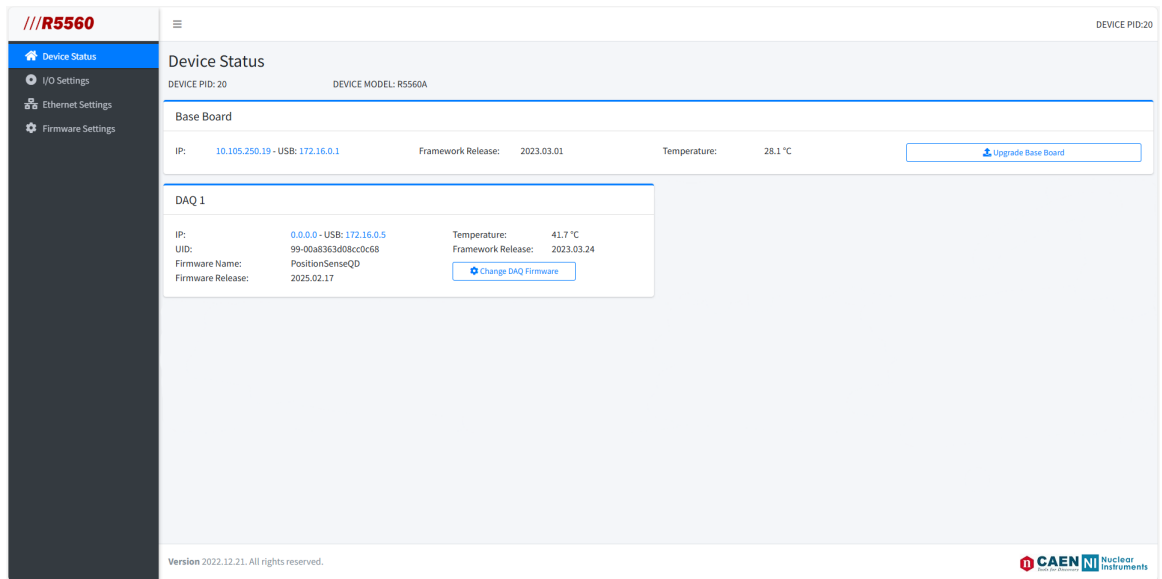 ///R5560
DEVICE PID:20
Device Status
I/O Settings
Ethernet Settings
Firmware Settings
Device Status
DEVICE PID: 20 DEVICE MODEL: R5560A
Base Board
IP: 10.105.250.19 - USB: 172.16.0.1 Framework Release: 2023.03.01 Temperature: 28.1 °C Upgrade Base Board
DAQ 1
IP: 0.0.0.0 - USB: 172.16.0.5 Temperature: 41.7 °C
UID: 99-00a8363d08cc0c68 Framework Release: 2023.03.24
Firmware Name: PositionSenseQD Change DAQ Firmware
Firmware Release: 2025.02.17
Version 2022.12.21. All rights reserved.
CAEN NI Nuclear Instruments
Tools for Discovery